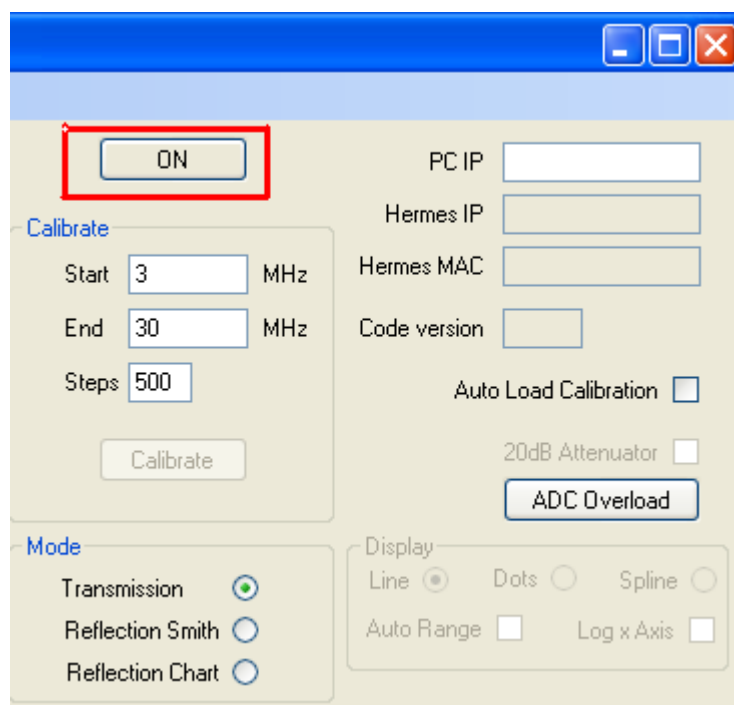 ON
PC IP
Hermes IP
Calibrate
Start 3 MHz
Hermes MAC
End 30 MHz
Code version
Steps 500
Auto Load Calibration
Calibrate
20dB Attenuator
ADC Overload
Mode
Transmission
Reflection Smith
Reflection Chart
Display
Line Dots Spline
Auto Range Log x Axis